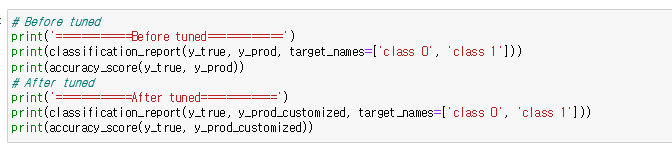 # Before tuned
print('===========Before tuned===========')
print(classification_report(y_true, y_prod, target_names=['class 0', 'class 1']))
print(accuracy_score(y_true, y_prod))
# After tuned
print('===========After tuned===========')
print(classification_report(y_true, y_prod_customized, target_names=['class 0', 'class 1']))
print(accuracy_score(y_true, y_prod_customized))